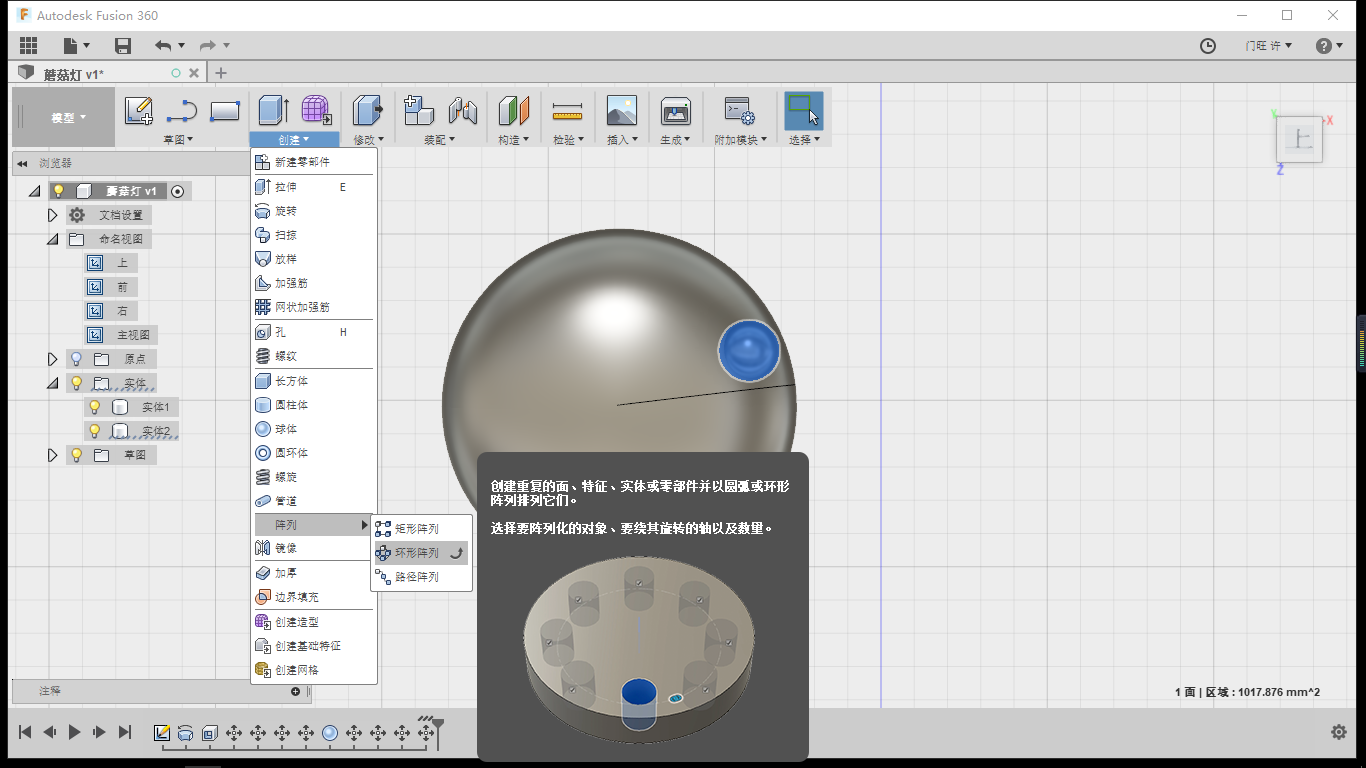 Autodesk Fusion 360
门旺 许
蘑菇灯 v1*
模型
草图
创建
修改
装配
构造
检验
插入
生成
附加模块
选择
上
Y
X
Z
浏览器
蘑菇灯 v1
文档设置
命名视图
上
前
右
主视图
原点
实体
实体1
实体2
草图
新建零部件
拉伸 E
旋转
扫掠
放样
加强筋
网状加强筋
孔 H
螺纹
长方体
圆柱体
球体
圆环体
螺旋
管道
阵列
镜像
加厚
边界填充
创建造型
创建基础特征
创建网格
矩形阵列
环形阵列
路径阵列
创建重复的面、特征、实体或零部件并以圆弧或环形
阵列排列它们。
选择要阵列化的对象、要绕其旋转的轴以及数量。
注释
1 面 | 区域 : 1017.876 mm^2